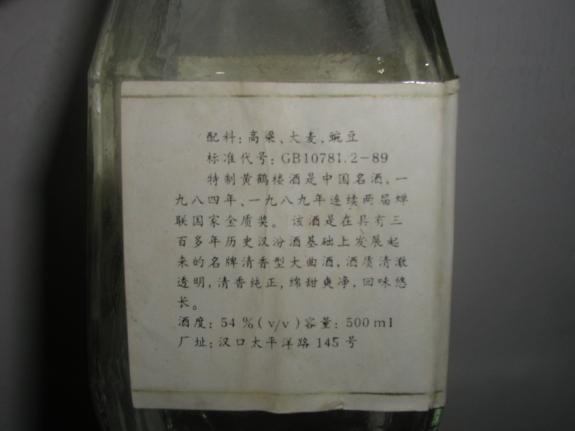 配料：高粱、大麦、豌豆
标准代号：GB10781.2-89
特制黄鹤楼酒是中国名酒。一
九八四年、一九八九年连续两届蝉
联国家金质奖。该酒是在具有三
百多年历史汉汾酒基础上发展起
来的名牌清香型大曲酒，酒质清澈
透明，清香纯正，绵甜爽净，回味悠
长。
酒度：54%(v/v)容量：500ml
厂址：汉口太平洋路145号